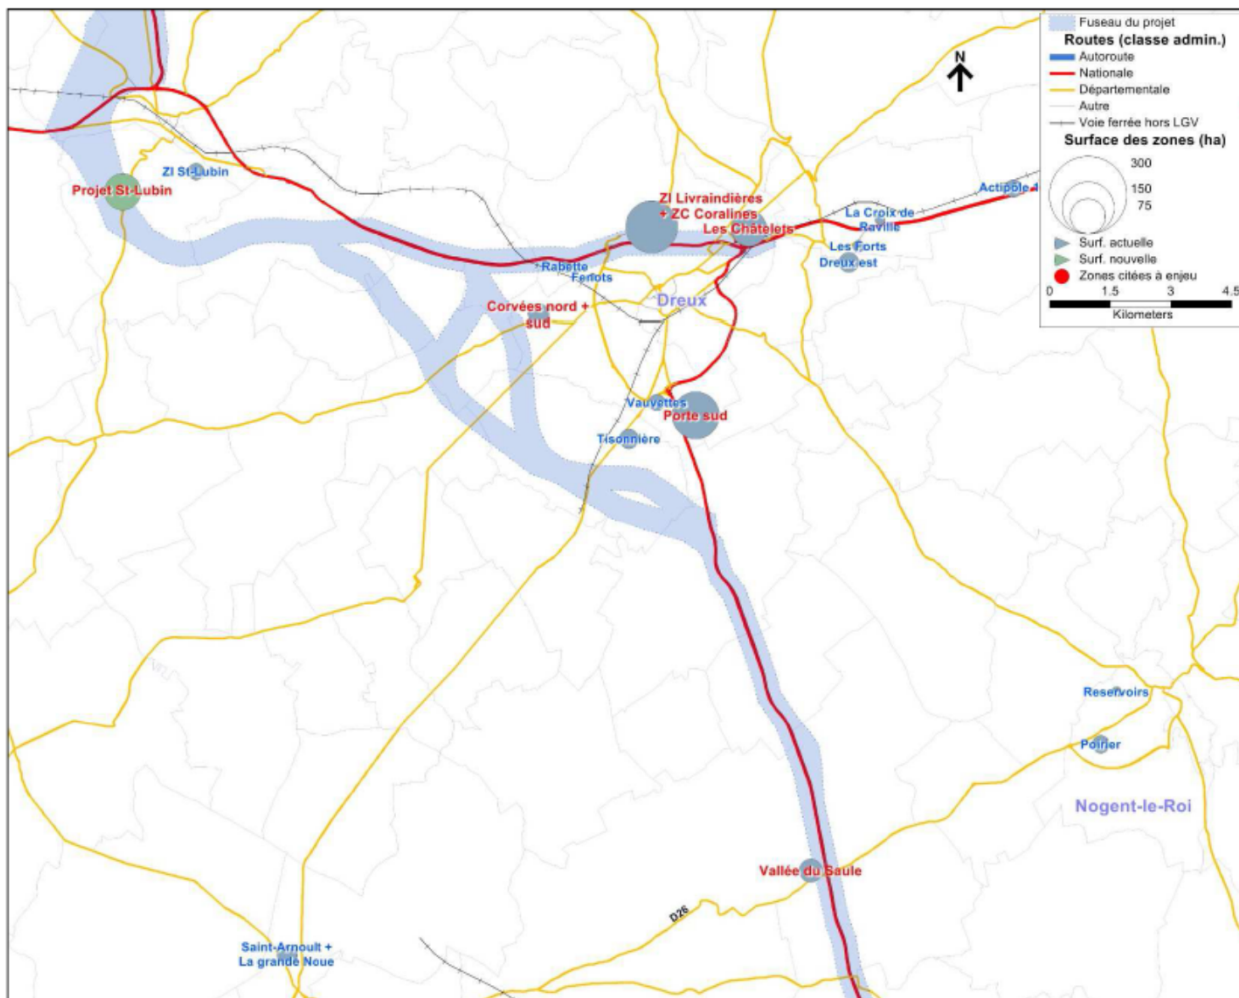 Fuseau du projet
Routes (classe admin.)
Autoroute
Nationale
Départementale
Autre
Voie ferrée hors LGV
Surface des zones (ha)
300
150
75
Surf. actuelle
Surf. nouvelle
Zones citées à enjeu
0 1.5 3 4.5
Kilometers
N
ZI St-Lubin
Projet St-Lubin
ZI Livraindières
+ ZC Coralines
Les Châtelets
Actipole
La Croix de
Raville
Les Forts
Dreux est
Rabette
Fenots
Dreux
Corvées nord +
sud
Vauvettes
Porte sud
Tisonnière
Reservoirs
Poirier
Nogent-le-Roi
Vallée du Saule
D26
Saint-Arnoult +
La grande Noue